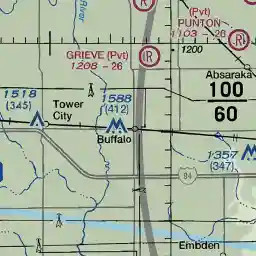 (Pvt)
PUNTON
1103 - 26
R
1200
GRIEVE (Pvt)
1208 - 26
R
Absaraka
100
60
1518
(345)
Tower
City
1588
(412)
Buffalo
1357
(347)
94
Embden